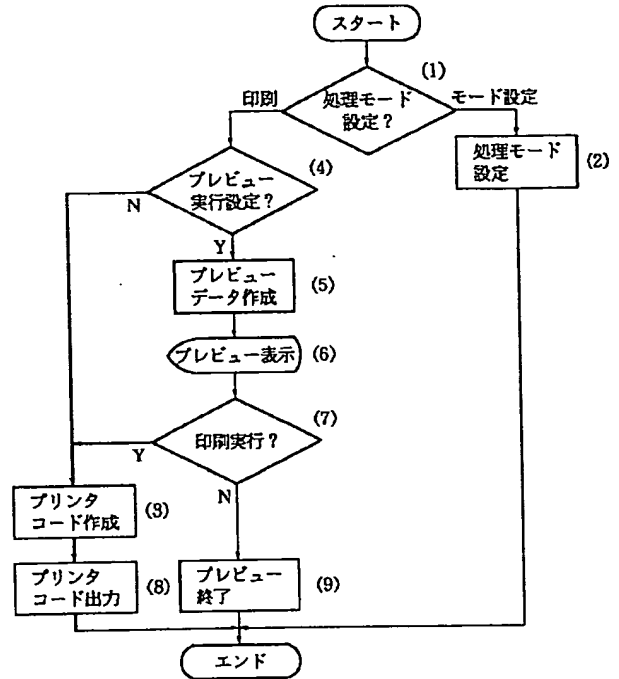 スタート
(1)
印刷
処理モード
設定？
モード設定
処理モード
設定
(2)
(4)
プレビュー
実行設定？
N
Y
プレビュー
データ作成
(5)
プレビュー表示
(6)
(7)
印刷実行？
Y
N
プリンタ
コード作成
(3)
プリンタ
コード出力
(8)
プレビュー
終了
(9)
エンド